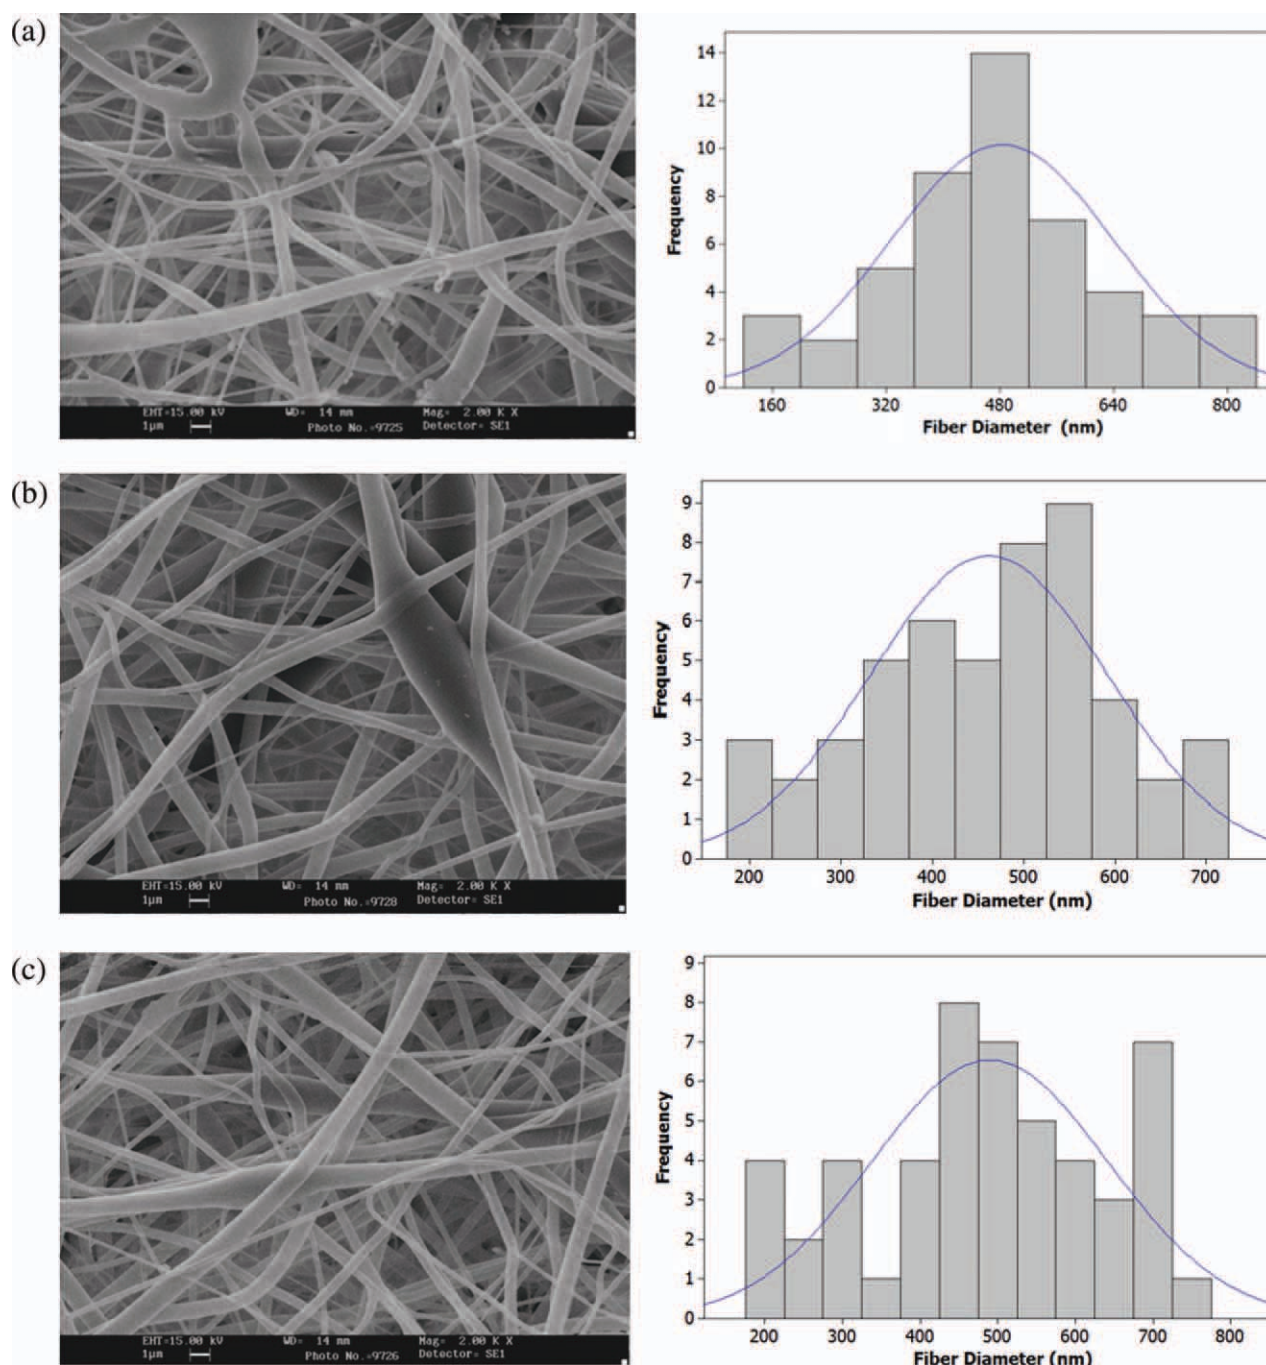 (a)
14
12
10
8
6
4
2
0
Frequency
160 320 480 640 800
Fiber Diameter (nm)
EHT=15.00 kV WD= 14 mm Mag= 2.00 K X
1µm Photo No.=9725 Detector= SE1
(b)
9
8
7
6
5
4
3
2
1
0
Frequency
200 300 400 500 600 700
Fiber Diameter (nm)
EHT=15.00 kV WD= 14 mm Mag= 2.00 K X
1µm Photo No.=9728 Detector= SE1
(c)
9
8
7
6
5
4
3
2
1
0
Frequency
200 300 400 500 600 700 800
Fiber Diameter (nm)
EHT=15.00 kV WD= 14 mm Mag= 2.00 K X
1µm Photo No.=9726 Detector= SE1